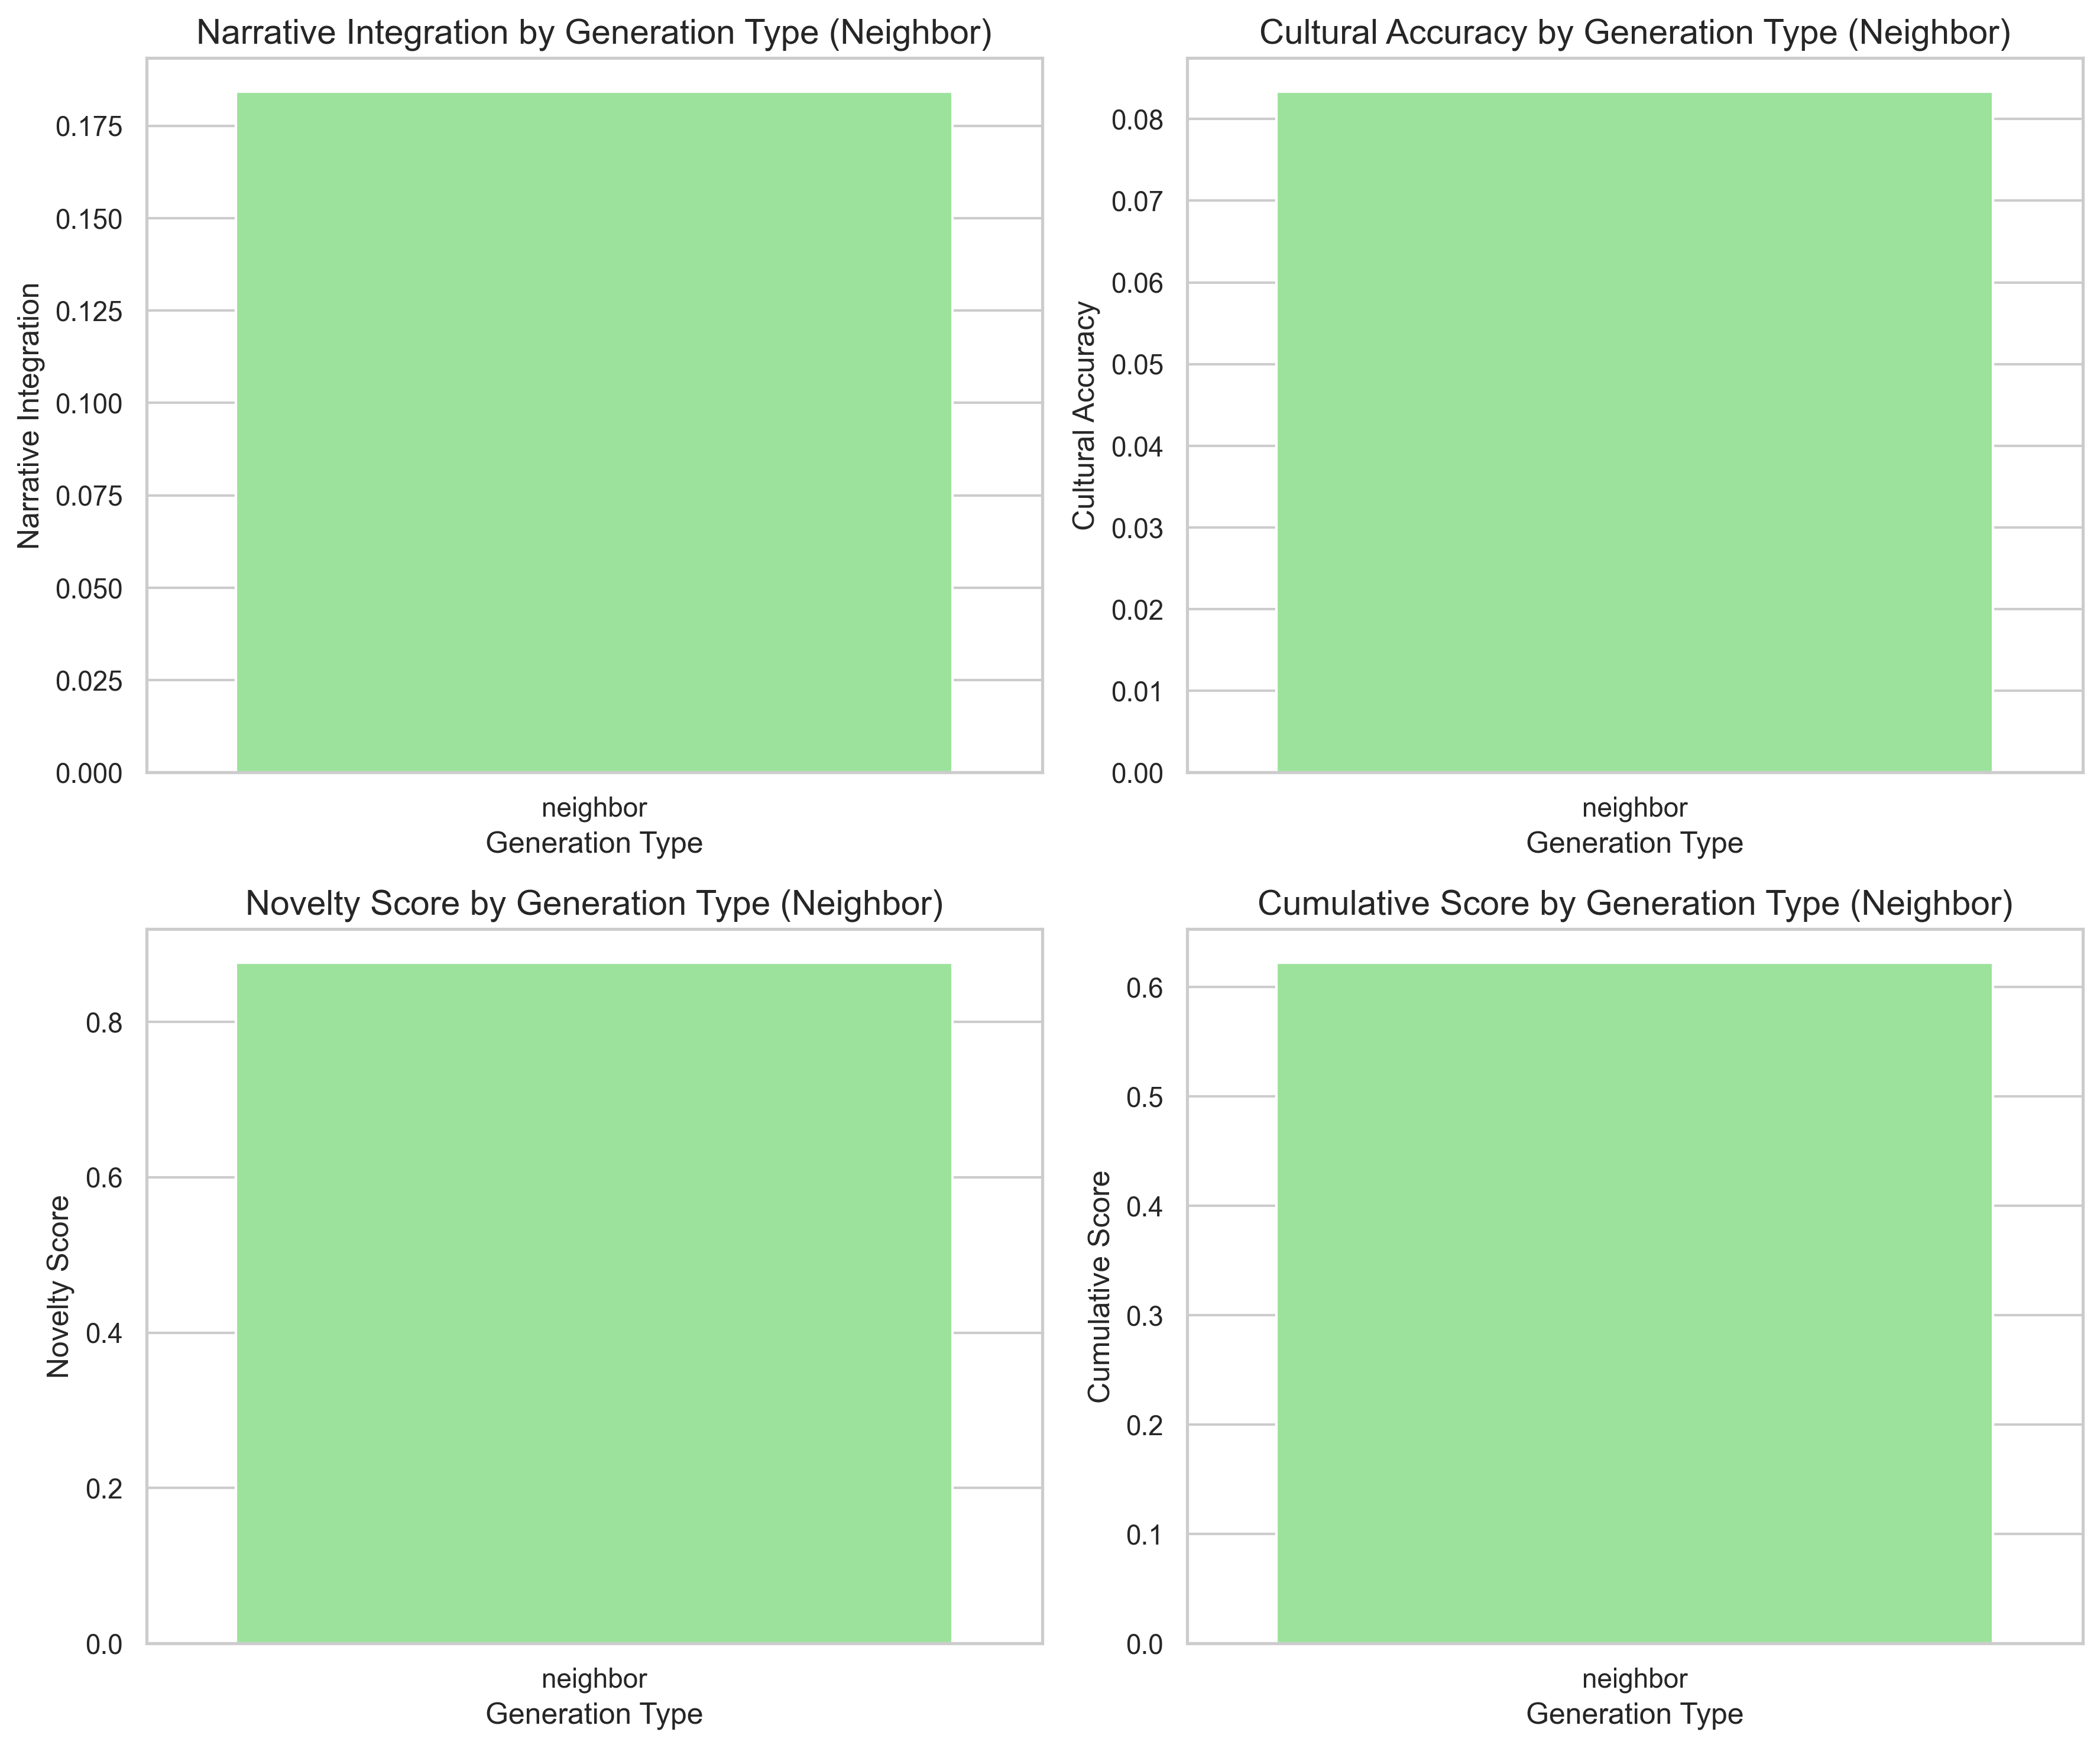 Narrative Integration by Generation Type (Neighbor)
Narrative Integration
0.175
0.150
0.125
0.100
0.075
0.050
0.025
0.000
neighbor
Generation Type
Cultural Accuracy by Generation Type (Neighbor)
Cultural Accuracy
0.08
0.07
0.06
0.05
0.04
0.03
0.02
0.01
0.00
neighbor
Generation Type
Novelty Score by Generation Type (Neighbor)
Novelty Score
0.8
0.6
0.4
0.2
0.0
neighbor
Generation Type
Cumulative Score by Generation Type (Neighbor)
Cumulative Score
0.6
0.5
0.4
0.3
0.2
0.1
0.0
neighbor
Generation Type